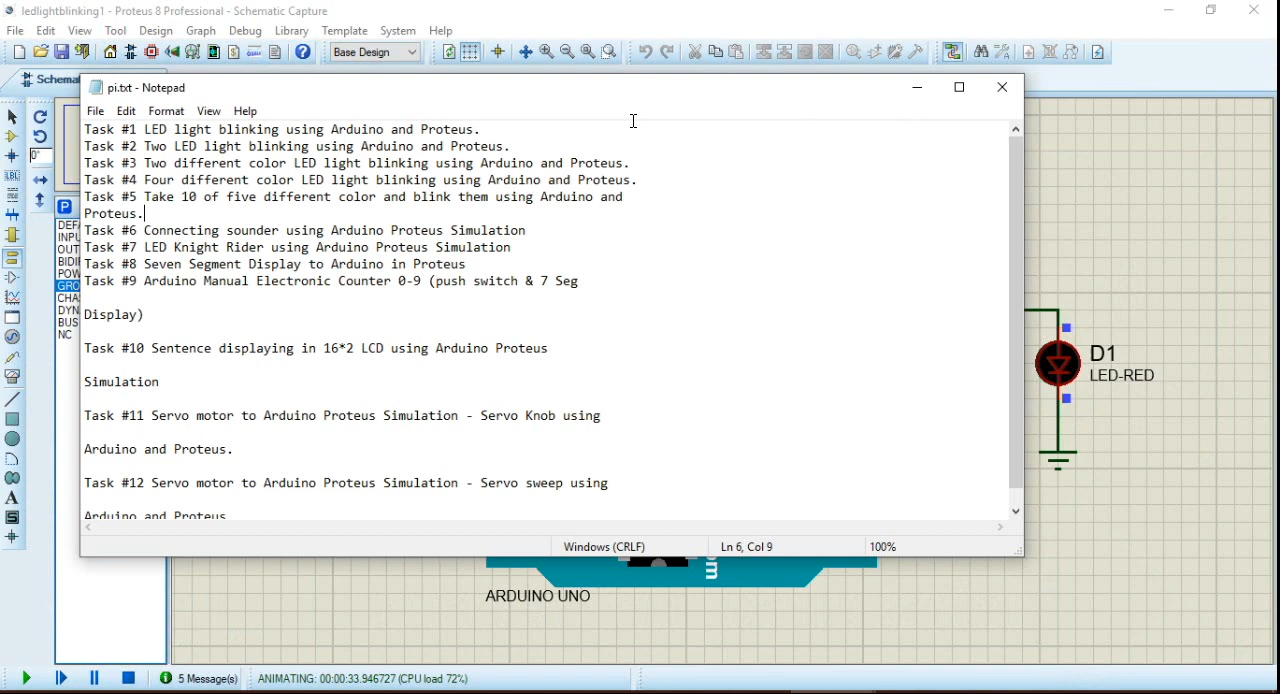 ledlightblinking1 - Proteus 8 Professional - Schematic Capture
File Edit View Tool Design Graph Debug Library Template System Help
Base Design
Schema
pi.txt - Notepad
File Edit Format View Help
Task #1 LED light blinking using Arduino and Proteus.
Task #2 Two LED light blinking using Arduino and Proteus.
Task #3 Two different color LED light blinking using Arduino and Proteus.
Task #4 Four different color LED light blinking using Arduino and Proteus.
Task #5 Take 10 of five different color and blink them using Arduino and
Proteus.
Task #6 Connecting sounder using Arduino Proteus Simulation
Task #7 LED Knight Rider using Arduino Proteus Simulation
Task #8 Seven Segment Display to Arduino in Proteus
Task #9 Arduino Manual Electronic Counter 0-9 (push switch & 7 Seg
Display)
Task #10 Sentence displaying in 16*2 LCD using Arduino Proteus
Simulation
Task #11 Servo motor to Arduino Proteus Simulation - Servo Knob using
Arduino and Proteus.
Task #12 Servo motor to Arduino Proteus Simulation - Servo sweep using
Arduino and Proteus
Windows (CRLF) Ln 6, Col 9 100%
0°
LBL
P
DEFA
INPU
OUT
BIDI
POW
GRO
CHA
DYN
BUS
NC
A
S
D1
LED-RED
om
ARDUINO UNO
5 Message(s) ANIMATING: 00:00:33.946727 (CPU load 72%)